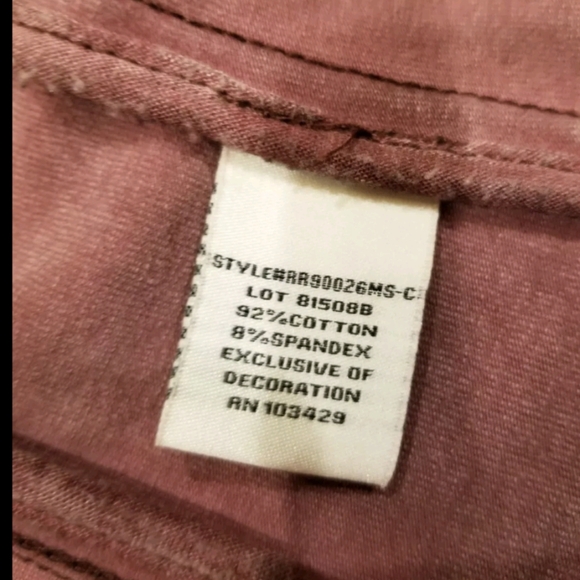 STYLE#RR90026MS-C
LOT 81508B
92%COTTON
8%SPANDEX
EXCLUSIVE OF
DECORATION
RN 103429